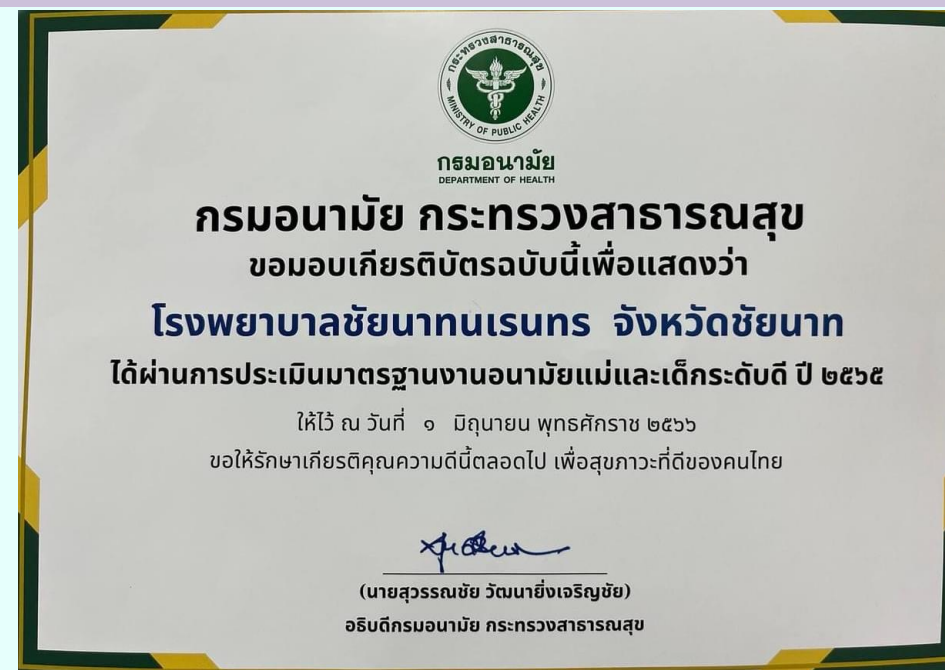 กระทรวงสาธารณสุข
MINISTRY OF PUBLIC HEALTH
กรมอนามัย
DEPARTMENT OF HEALTH
กรมอนามัย กระทรวงสาธารณสุข
ขอมอบเกียรติบัตรฉบับนี้เพื่อแสดงว่า
โรงพยาบาลชัยนาทนเรนทร จังหวัดชัยนาท
ได้ผ่านการประเมินมาตรฐานงานอนามัยแม่และเด็กระดับดี ปี ๒๕๖๕
ให้ไว้ ณ วันที่ ๑ มิถุนายน พุทธศักราช ๒๕๖๖
ขอให้รักษาเกียรติคุณความดีนี้ตลอดไป เพื่อสุขภาวะที่ดีของคนไทย
(นายสุวรรณชัย วัฒนายิ่งเจริญชัย)
อธิบดีกรมอนามัย กระทรวงสาธารณสุข